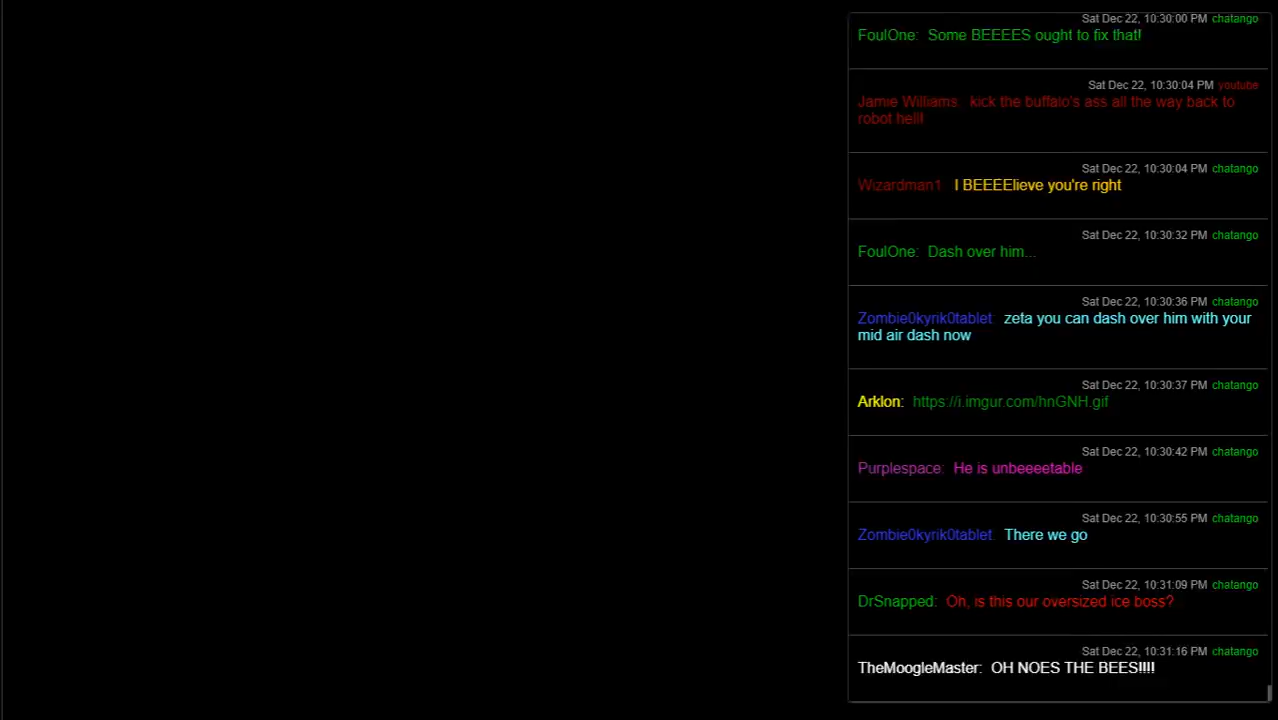 Sat Dec 22, 10:30:00 PM chatango
FoulOne: Some BEEEES ought to fix that!
Sat Dec 22, 10:30:04 PM youtube
Jamie Williams: kick the buffalo's ass all the way back to
robot hell!
Sat Dec 22, 10:30:04 PM chatango
Wizardman1: I BEEEElieve you're right
Sat Dec 22, 10:30:32 PM chatango
FoulOne: Dash over him...
Sat Dec 22, 10:30:36 PM chatango
Zombie0kyrik0tablet: zeta you can dash over him with your
mid air dash now
Sat Dec 22, 10:30:37 PM chatango
Arklon: https://i.imgur.com/hnGNH.gif
Sat Dec 22, 10:30:42 PM chatango
Purplespace: He is unbeeeetable
Sat Dec 22, 10:30:55 PM chatango
Zombie0kyrik0tablet: There we go
Sat Dec 22, 10:31:09 PM chatango
DrSnapped: Oh, is this our oversized ice boss?
Sat Dec 22, 10:31:16 PM chatango
TheMoogleMaster: OH NOES THE BEES!!!!